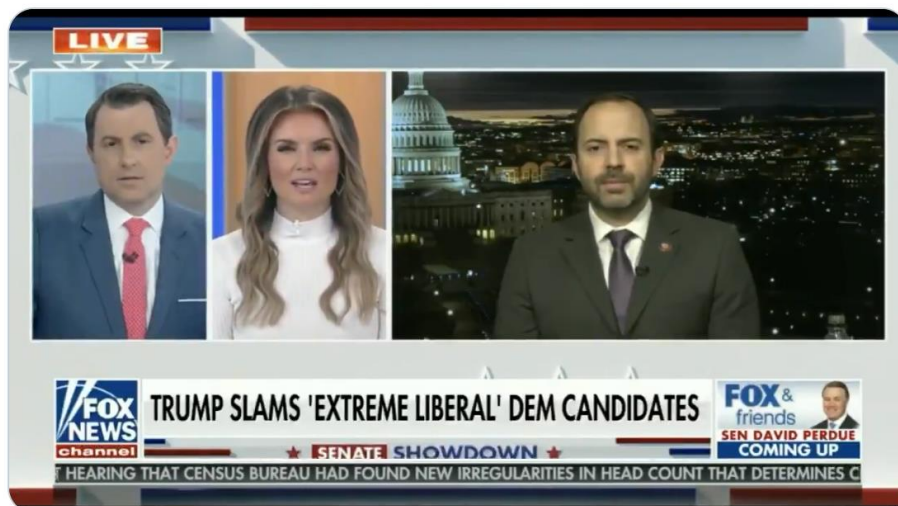 LIVE
FOX
NEWS
channel
TRUMP SLAMS 'EXTREME LIBERAL' DEM CANDIDATES
SENATE SHOWDOWN
FOX &
friends
SEN DAVID PERDUE
COMING UP
HEARING THAT CENSUS BUREAU HAD FOUND NEW IRREGULARITIES IN HEAD COUNT THAT DETERMINES